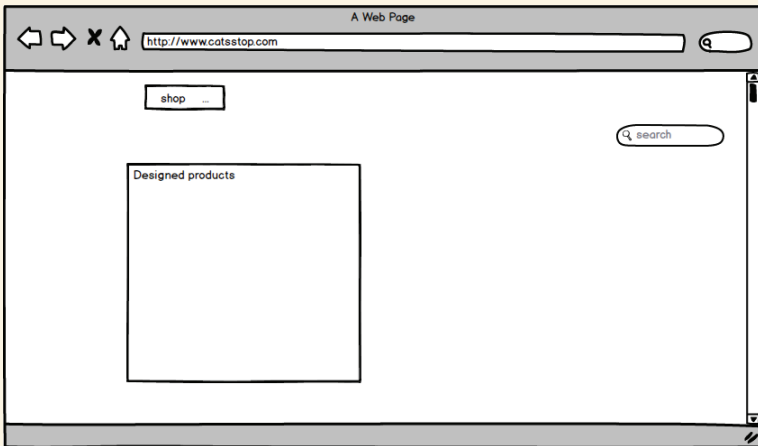 A Web Page
http://www.catsstop.com
shop ...
search
Designed products